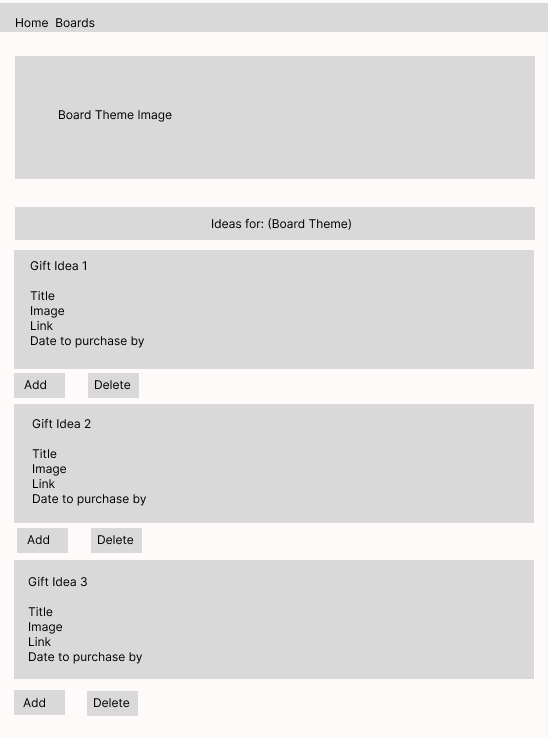 Home Boards
Board Theme Image
Ideas for: (Board Theme)
Gift Idea 1
Title
Image
Link
Date to purchase by
Add Delete
Gift Idea 2
Title
Image
Link
Date to purchase by
Add Delete
Gift Idea 3
Title
Image
Link
Date to purchase by
Add Delete